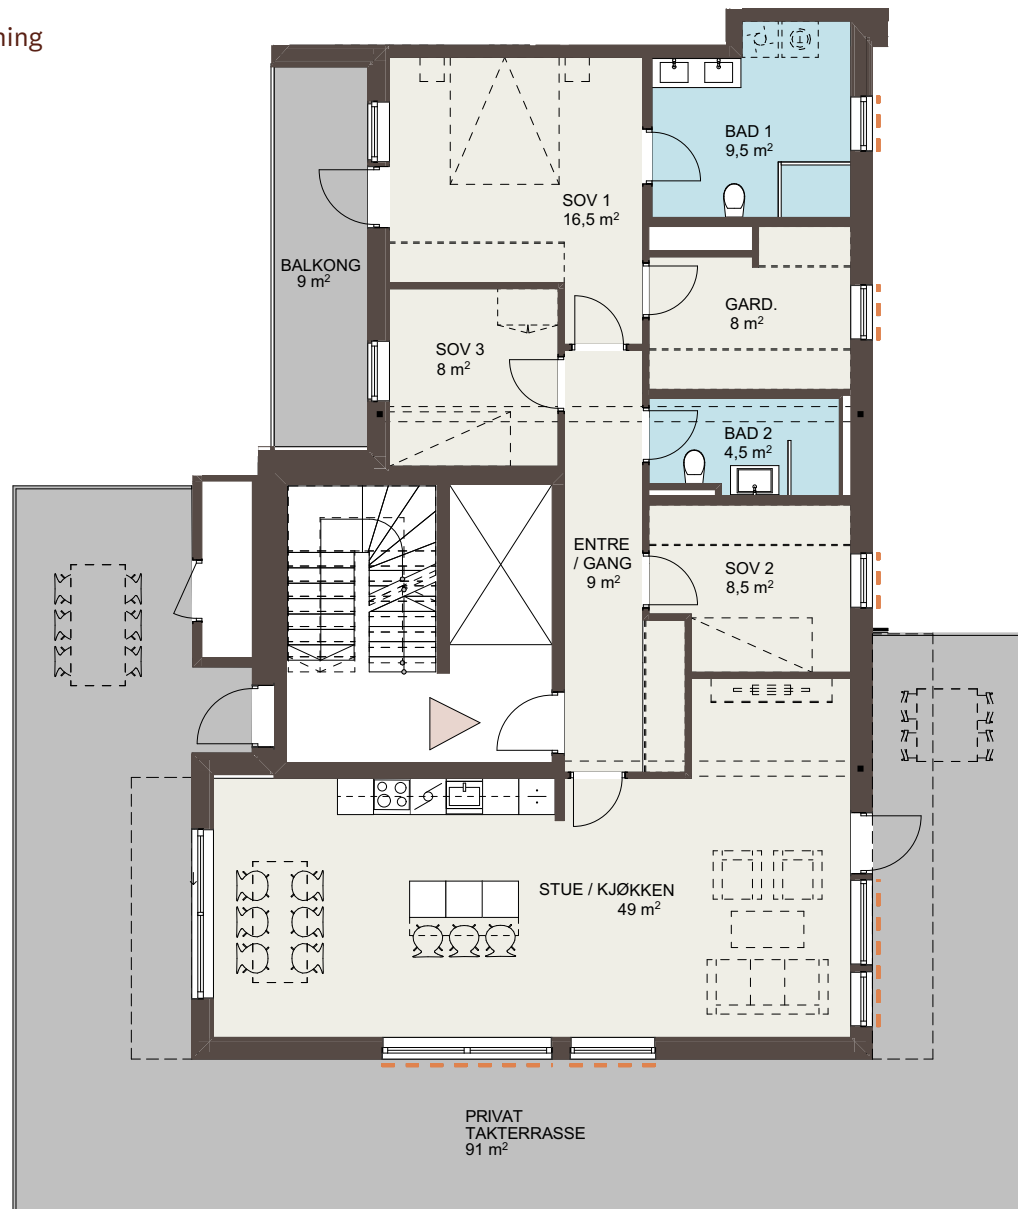 BAD 1
9,5 m²
SOV 1
16,5 m²
BALKONG
9 m²
GARD.
8 m²
SOV 3
8 m²
BAD 2
4,5 m²
ENTRE
/ GANG
9 m²
SOV 2
8,5 m²
STUE / KJØKKEN
49 m²
PRIVAT
TAKTERRASSE
91 m²